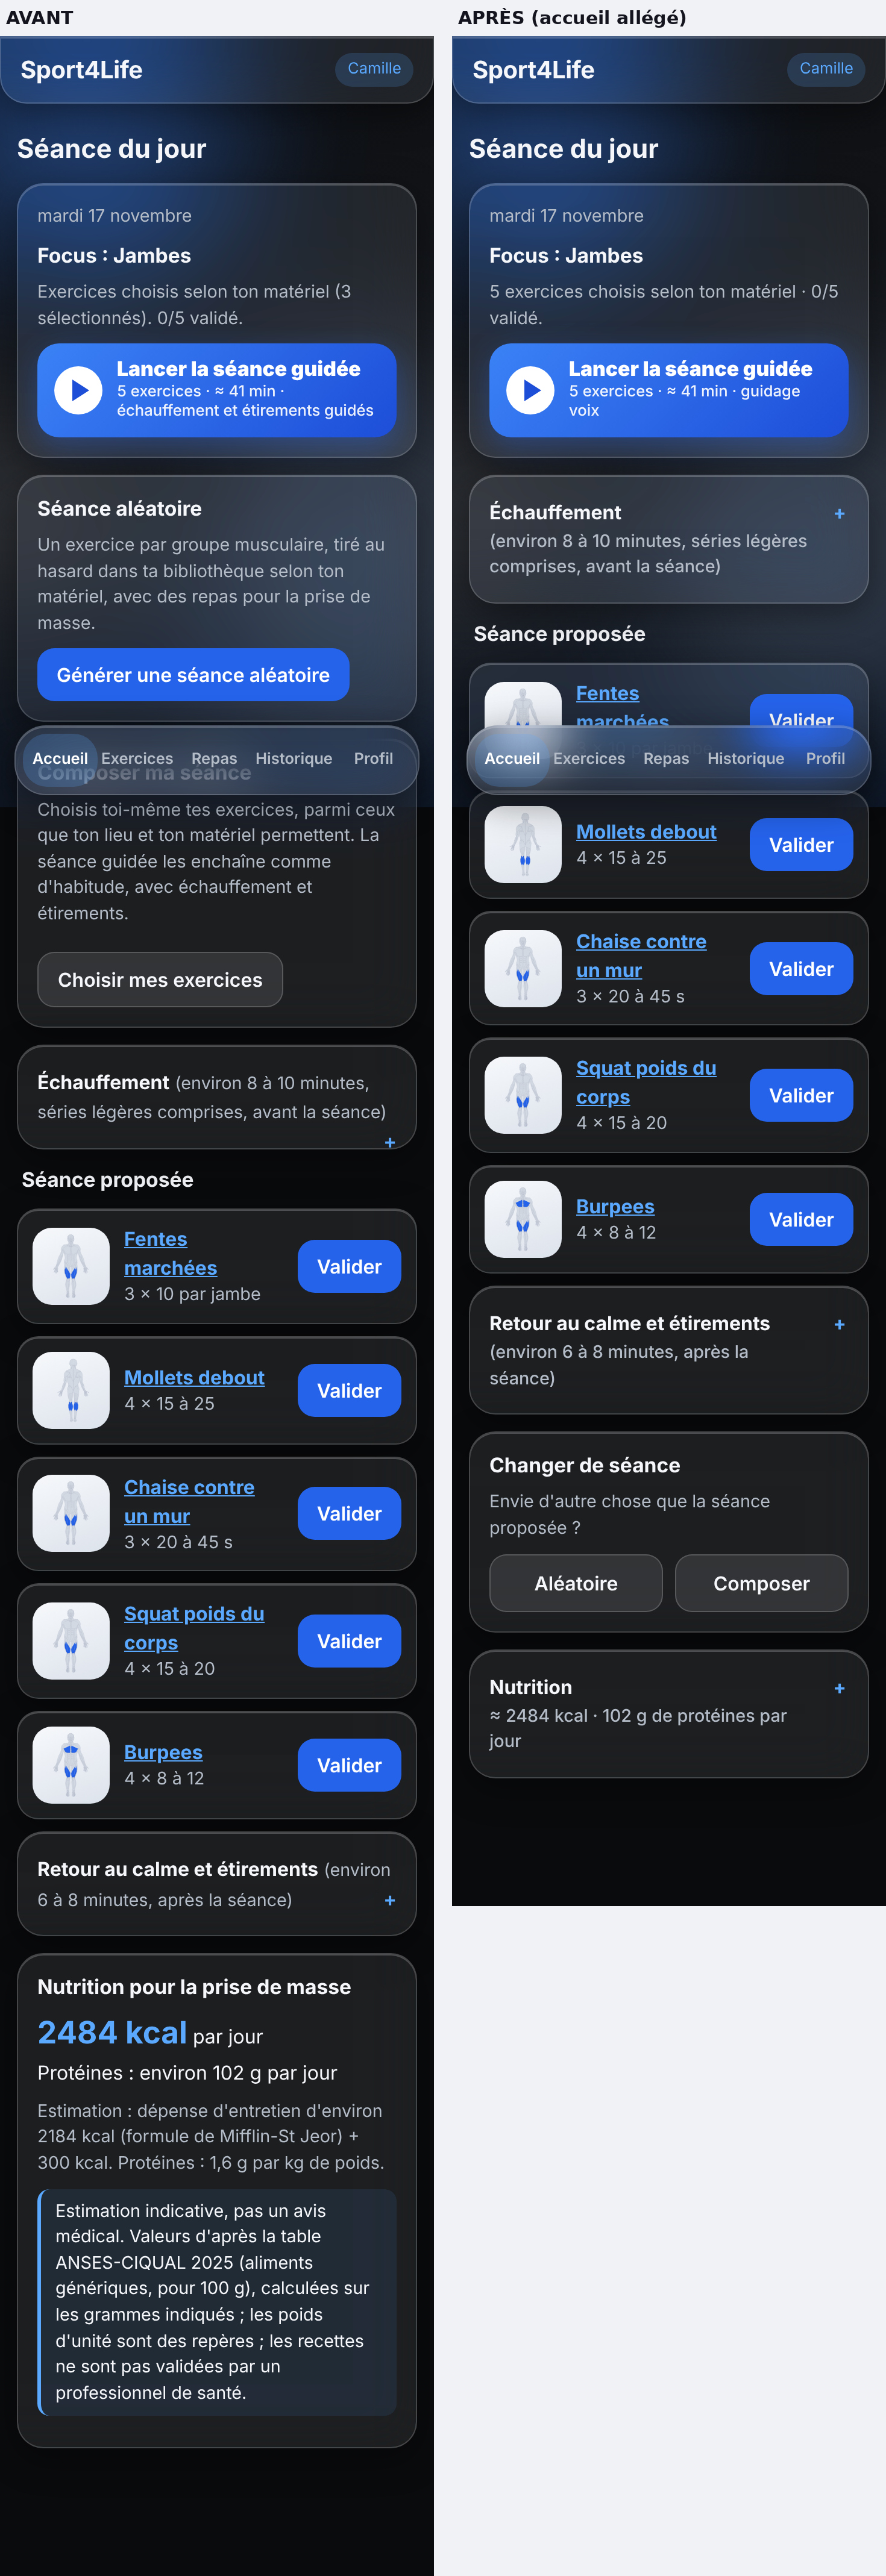 AVANT
Sport4Life
Camille
Séance du jour
mardi 17 novembre
Focus : Jambes
Exercices choisis selon ton matériel (3
sélectionnés). 0/5 validé.
Lancer la séance guidée
5 exercices · ≈ 41 min ·
échauffement et étirements guidés
Séance aléatoire
Un exercice par groupe musculaire, tiré au
hasard dans ta bibliothèque selon ton
matériel, avec des repas pour la prise de
masse.
Générer une séance aléatoire
Accueil
Exercices
Repas
Historique
Profil
Composer ma séance
Choisis toi-même tes exercices, parmi ceux
que ton lieu et ton matériel permettent. La
séance guidée les enchaîne comme
d'habitude, avec échauffement et
étirements.
Choisir mes exercices
Échauffement (environ 8 à 10 minutes,
séries légères comprises, avant la séance)
+
Séance proposée
Fentes
marchées
3 × 10 par jambe
Valider
Mollets debout
4 × 15 à 25
Valider
Chaise contre
un mur
3 × 20 à 45 s
Valider
Squat poids du
corps
4 × 15 à 20
Valider
Burpees
4 × 8 à 12
Valider
Retour au calme et étirements (environ
6 à 8 minutes, après la séance)
+
Nutrition pour la prise de masse
2484 kcal par jour
Protéines : environ 102 g par jour
Estimation : dépense d'entretien d'environ
2184 kcal (formule de Mifflin-St Jeor) +
300 kcal. Protéines : 1,6 g par kg de poids.
Estimation indicative, pas un avis
médical. Valeurs d'après la table
ANSES-CIQUAL 2025 (aliments
génériques, pour 100 g), calculées sur
les grammes indiqués ; les poids
d'unité sont des repères ; les recettes
ne sont pas validées par un
professionnel de santé.
APRÈS (accueil allégé)
Sport4Life
Camille
Séance du jour
mardi 17 novembre
Focus : Jambes
5 exercices choisis selon ton matériel · 0/5
validé.
Lancer la séance guidée
5 exercices · ≈ 41 min · guidage
voix
Échauffement
+
(environ 8 à 10 minutes, séries légères
comprises, avant la séance)
Séance proposée
Fentes
marchées
Valider
Accueil
Exercices
Repas
Historique
Profil
Mollets debout
4 × 15 à 25
Valider
Chaise contre
un mur
3 × 20 à 45 s
Valider
Squat poids du
corps
4 × 15 à 20
Valider
Burpees
4 × 8 à 12
Valider
Retour au calme et étirements
+
(environ 6 à 8 minutes, après la
séance)
Changer de séance
Envie d'autre chose que la séance
proposée ?
Aléatoire
Composer
Nutrition
+
≈ 2484 kcal · 102 g de protéines par
jour